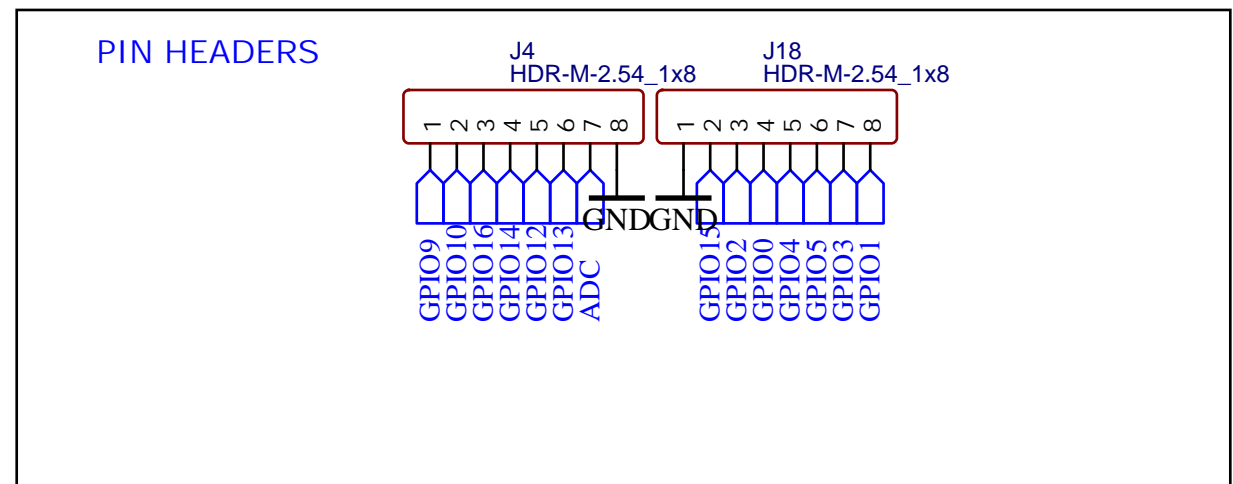 PIN HEADERS
J4
HDR-M-2.54_1x8
J18
HDR-M-2.54_1x8
1 2 3 4 5 6 7 8
1 2 3 4 5 6 7 8
GND
GND
GPIO9
GPIO10
GPIO16
GPIO14
GPIO12
GPIO13
ADC
GPIO15
GPIO2
GPIO0
GPIO4
GPIO5
GPIO3
GPIO1